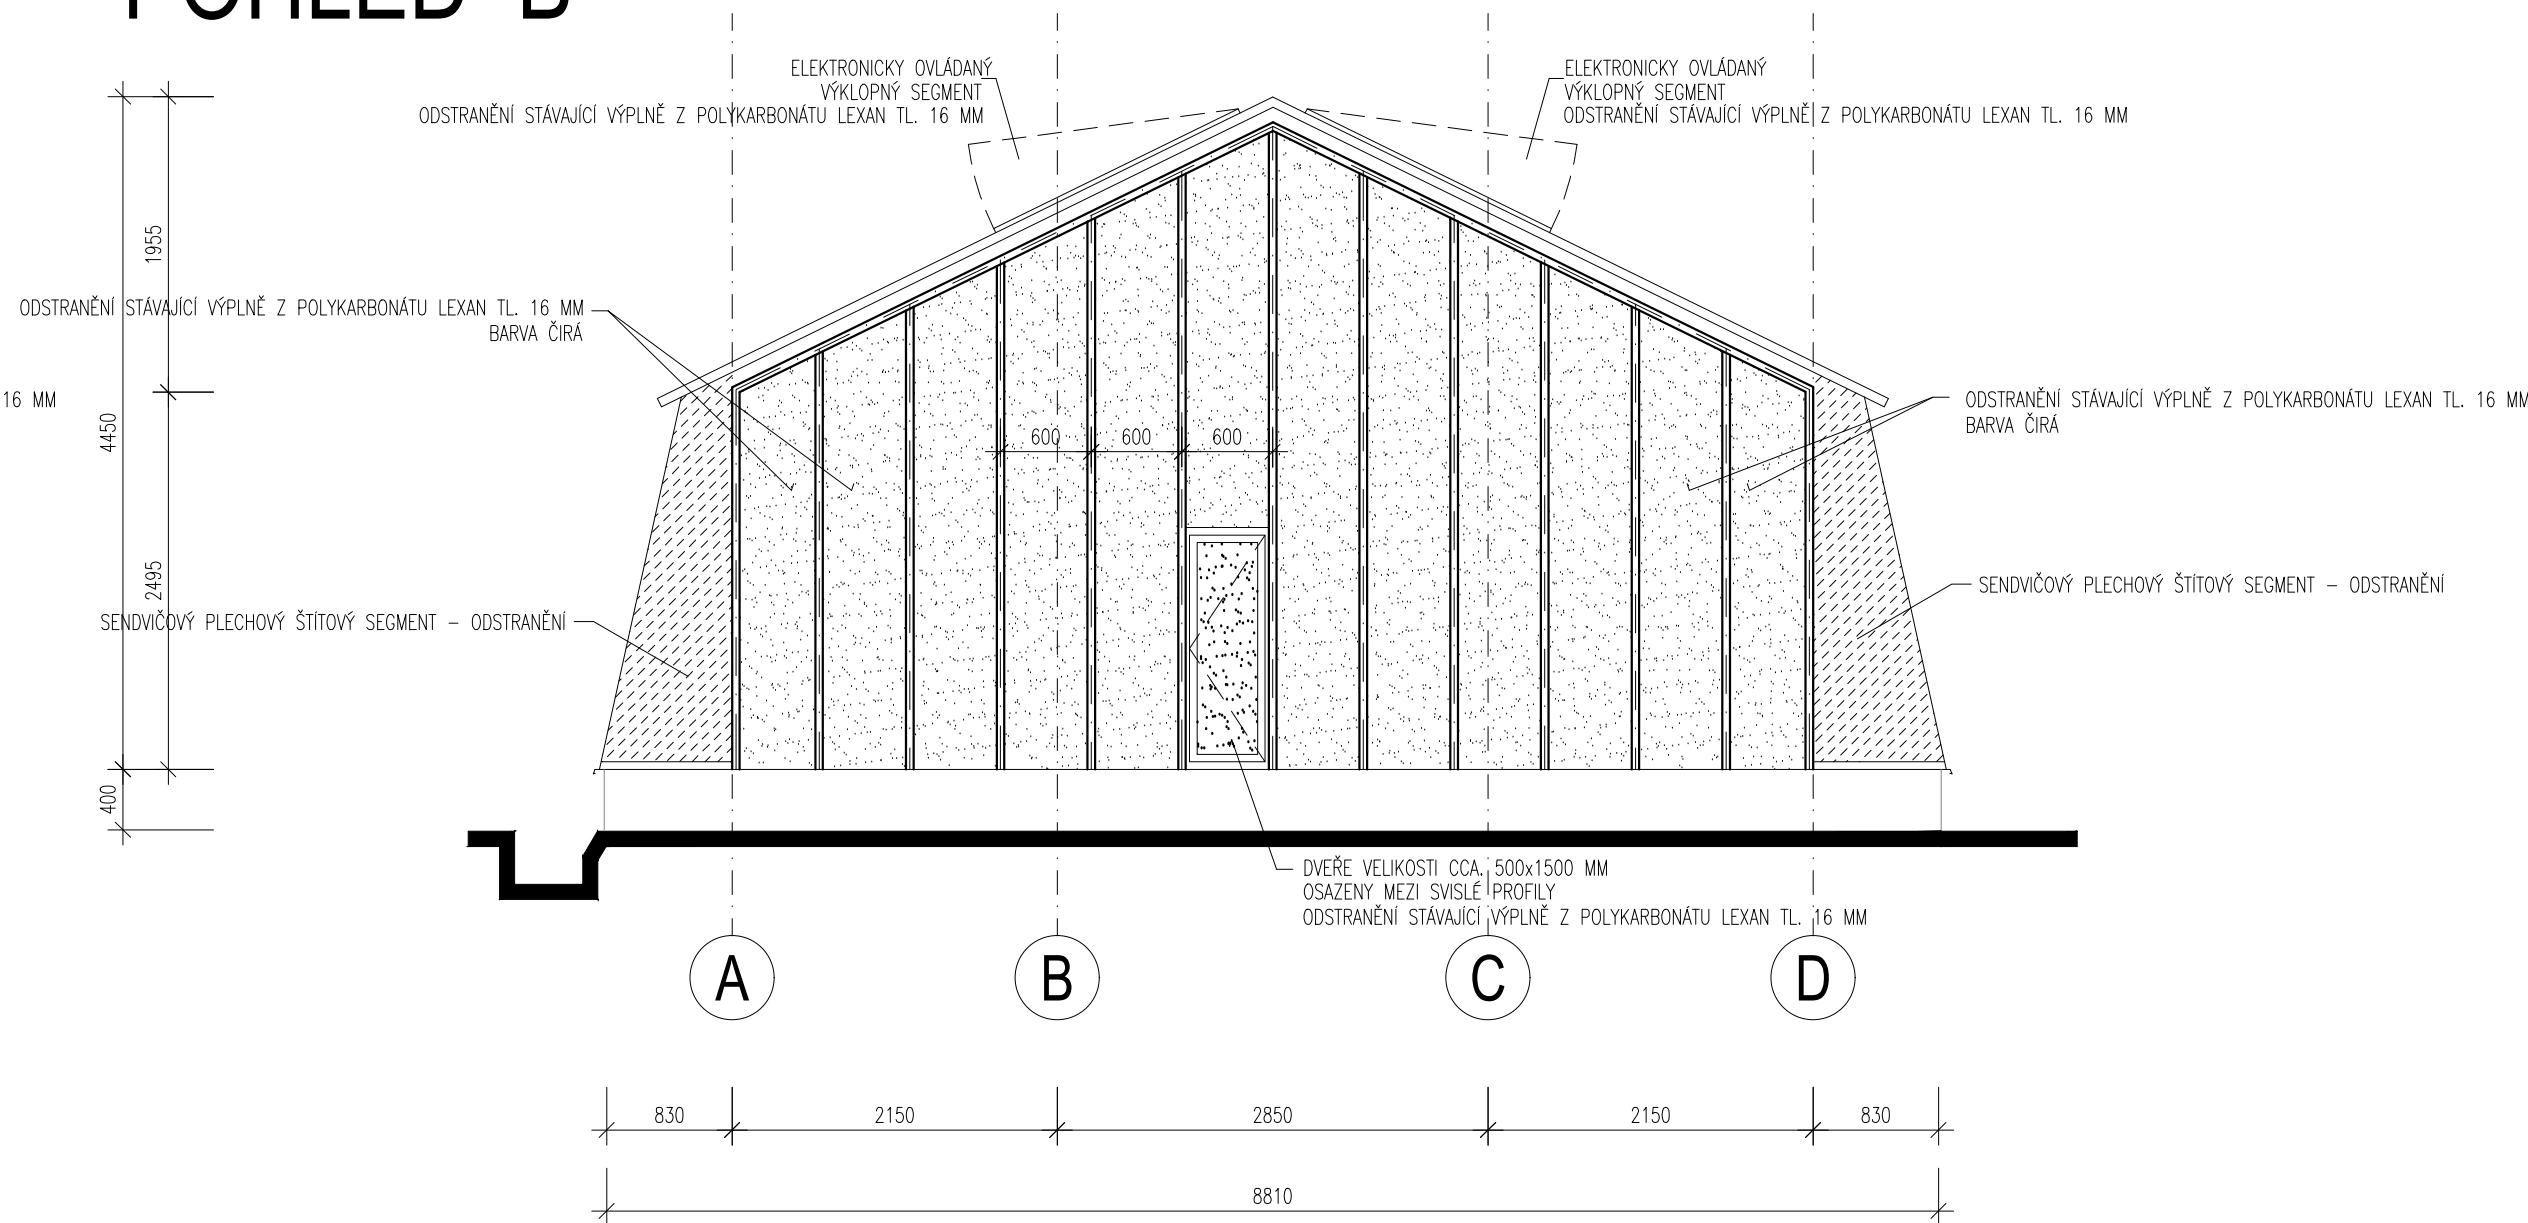 POHLED B
ELEKTRONICKY OVLÁDANÝ
VÝKLOPNÝ SEGMENT
ODSTRANĚNÍ STÁVAJÍCÍ VÝPLNĚ Z POLYKARBONÁTU LEXAN TL. 16 MM
ELEKTRONICKY OVLÁDANÝ
VÝKLOPNÝ SEGMENT
ODSTRANĚNÍ STÁVAJÍCÍ VÝPLNĚ Z POLYKARBONÁTU LEXAN TL. 16 MM
1955
ODSTRANĚNÍ STÁVAJÍCÍ VÝPLNĚ Z POLYKARBONÁTU LEXAN TL. 16 MM
BARVA ČIRÁ
16 MM
ODSTRANĚNÍ STÁVAJÍCÍ VÝPLNĚ Z POLYKARBONÁTU LEXAN TL. 16 MM
BARVA ČIRÁ
4450
600
600
600
2495
SENDVIČOVÝ PLECHOVÝ ŠTÍTOVÝ SEGMENT – ODSTRANĚNÍ
SENDVIČOVÝ PLECHOVÝ ŠTÍTOVÝ SEGMENT – ODSTRANĚNÍ
400
DVEŘE VELIKOSTI CCA. 500x1500 MM
OSAZENY MEZI SVISLÉ PROFILY
ODSTRANĚNÍ STÁVAJÍCÍ VÝPLNĚ Z POLYKARBONÁTU LEXAN TL. 16 MM
A
B
C
D
830
2150
2850
2150
830
8810